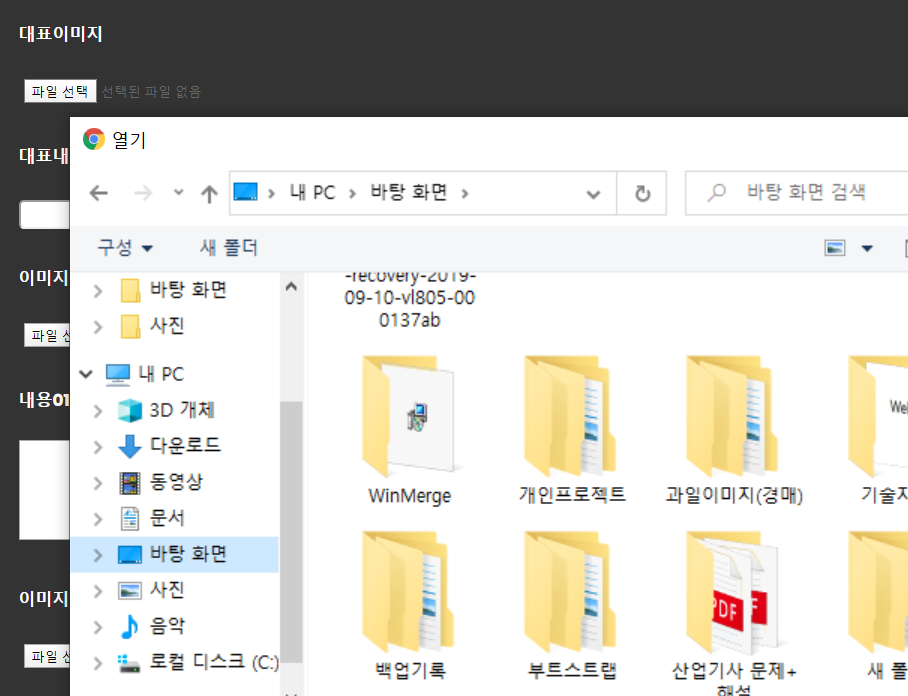 대표이미지
파일 선택 선택된 파일 없음
대표내
이미지
파일
내용01
이미지
파일
열기
내 PC 바탕 화면
바탕 화면 검색
구성 새 폴더
바탕 화면
사진
내 PC
3D 개체
다운로드
동영상
문서
바탕 화면
사진
음악
로컬 디스크 (C:)
-recovery-2019-
09-10-vl805-00
0137ab
WinMerge 개인프로젝트 과일이미지(경매) 기술
백업기록 부트스트랩 산업기사 문제+
해설
새 폴
PDF